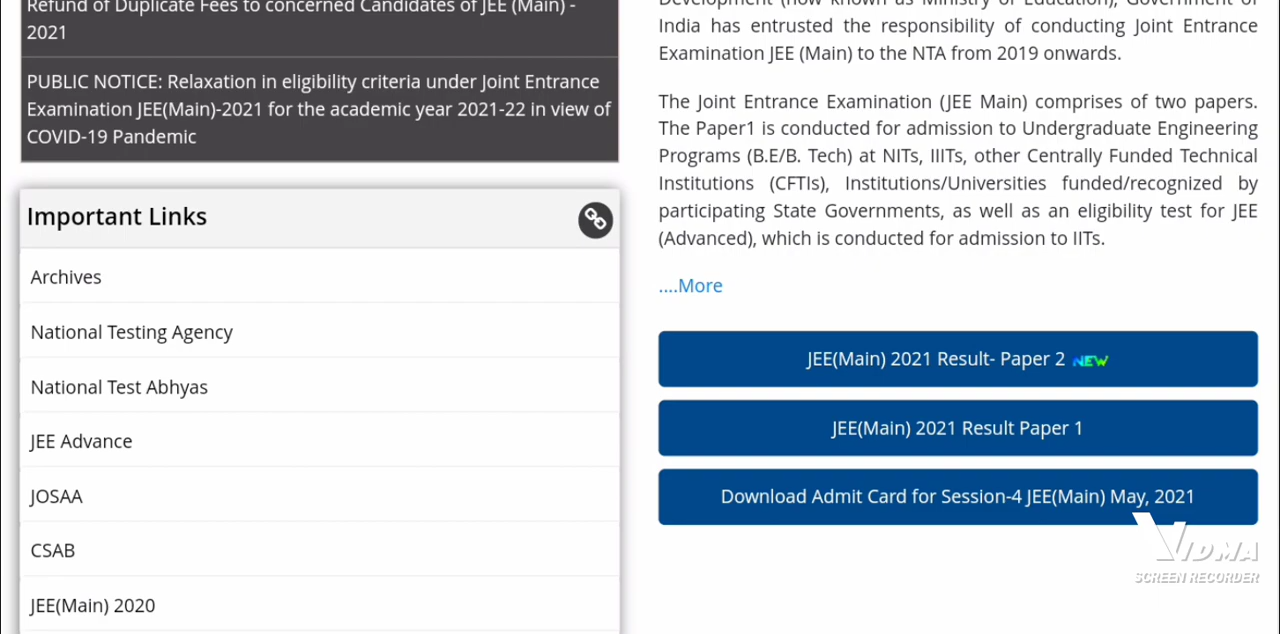 Refund of Duplicate Fees to concerned Candidates of JEE (Main) -
2021
PUBLIC NOTICE: Relaxation in eligibility criteria under Joint Entrance
Examination JEE(Main)-2021 for the academic year 2021-22 in view of
COVID-19 Pandemic
Important Links
Archives
National Testing Agency
National Test Abhyas
JEE Advance
JOSAA
CSAB
JEE(Main) 2020
Development (now known as Ministry of Education), Government of
India has entrusted the responsibility of conducting Joint Entrance
Examination JEE (Main) to the NTA from 2019 onwards.
The Joint Entrance Examination (JEE Main) comprises of two papers.
The Paper1 is conducted for admission to Undergraduate Engineering
Programs (B.E/B. Tech) at NITs, IIITs, other Centrally Funded Technical
Institutions (CFTIs), Institutions/Universities funded/recognized by
participating State Governments, as well as an eligibility test for JEE
(Advanced), which is conducted for admission to IITs.
....More
JEE(Main) 2021 Result- Paper 2 NEW
JEE(Main) 2021 Result Paper 1
Download Admit Card for Session-4 JEE(Main) May, 2021
VIDMA
SCREEN RECORDER